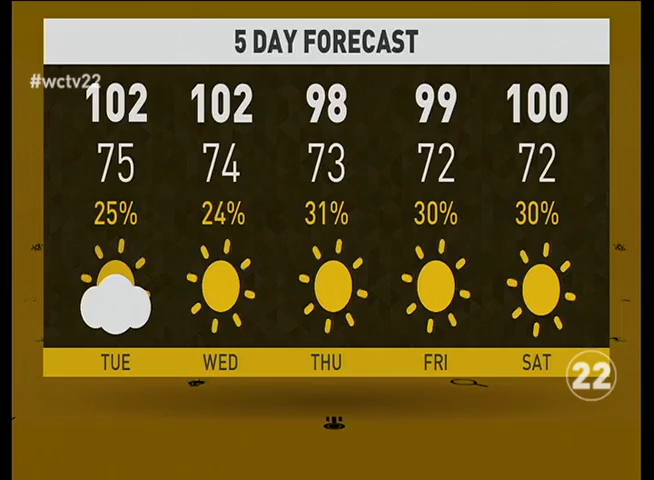 5 DAY FORECAST
#wctv22
102 102 98 99 100
75 74 73 72 72
25% 24% 31% 30% 30%
TUE WED THU FRI SAT
22